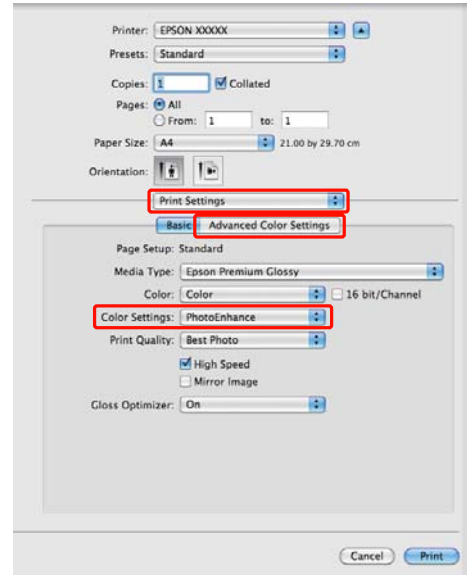 Printer: EPSON XXXXX
Presets: Standard
Copies: 1 Collated
Pages: All
From: 1 to: 1
Paper Size: A4 21.00 by 29.70 cm
Orientation:
Print Settings
Basic Advanced Color Settings
Page Setup: Standard
Media Type: Epson Premium Glossy
Color: Color 16 bit/Channel
Color Settings: PhotoEnhance
Print Quality: Best Photo
High Speed
Mirror Image
Gloss Optimizer: On
Cancel Print